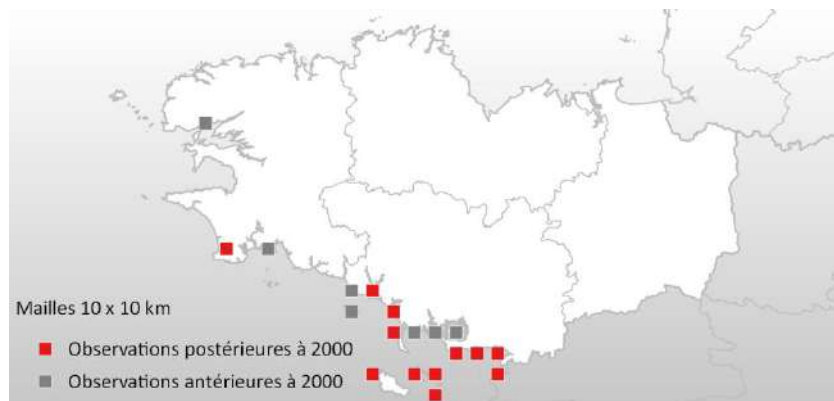 Mailles 10 x 10 km
Observations postérieures à 2000
Observations antérieures à 2000